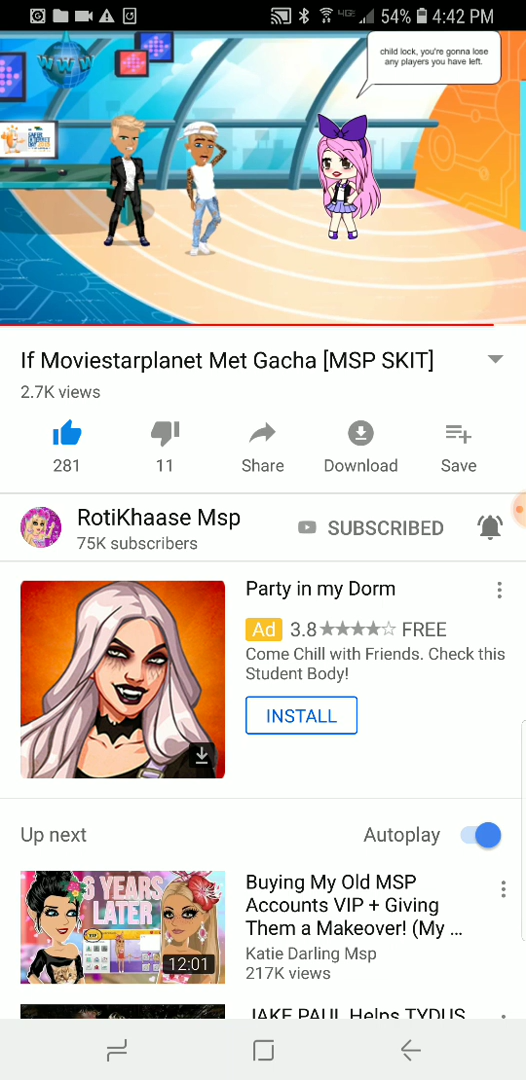 4G 54% 4:42 PM
child lock, you're gonna lose
any players you have left.
WWW
If Moviestarplanet Met Gacha [MSP SKIT]
2.7K views
281 11 Share Download Save
RotiKhaase Msp
75K subscribers
SUBSCRIBED
Party in my Dorm
Ad 3.8 FREE
Come Chill with Friends. Check this
Student Body!
INSTALL
Up next Autoplay
6 YEARS
LATER
12:01
Buying My Old MSP
Accounts VIP + Giving
Them a Makeover! (My ...
Katie Darling Msp
217K views
JAKE PAUL Helps TYDUS